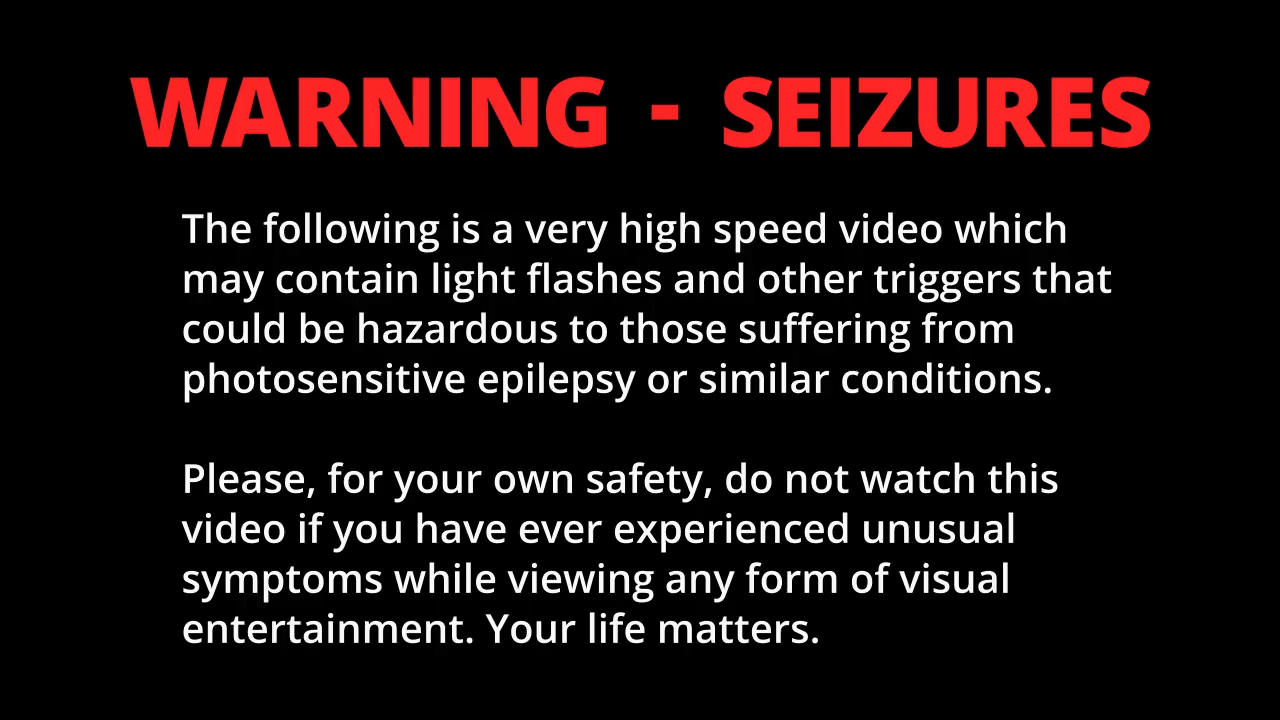 WARNING - SEIZURES
The following is a very high speed video which
may contain light flashes and other triggers that
could be hazardous to those suffering from
photosensitive epilepsy or similar conditions.
Please, for your own safety, do not watch this
video if you have ever experienced unusual
symptoms while viewing any form of visual
entertainment. Your life matters.